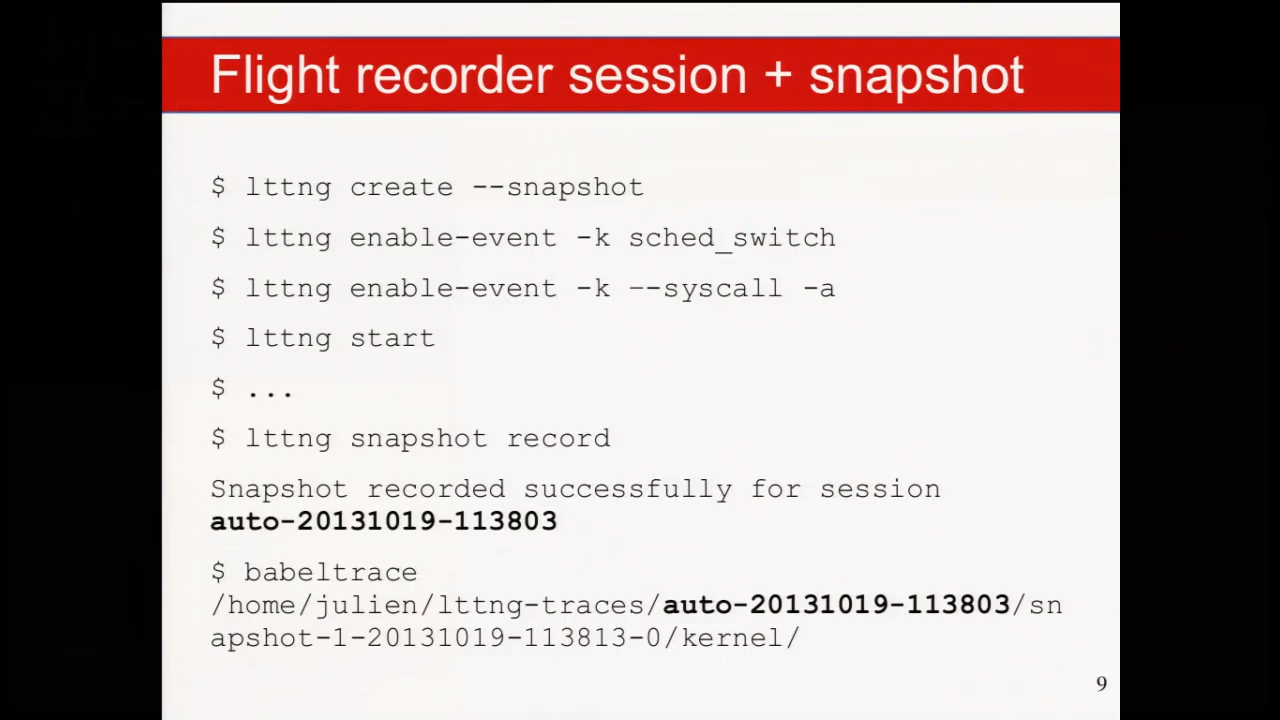 Flight recorder session + snapshot
$ lttng create --snapshot
$ lttng enable-event -k sched_switch
$ lttng enable-event -k --syscall -a
$ lttng start
$ ...
$ lttng snapshot record
Snapshot recorded successfully for session
auto-20131019-113803
$ babeltrace
/home/julien/lttng-traces/auto-20131019-113803/sn
apshot-1-20131019-113813-0/kernel/
9